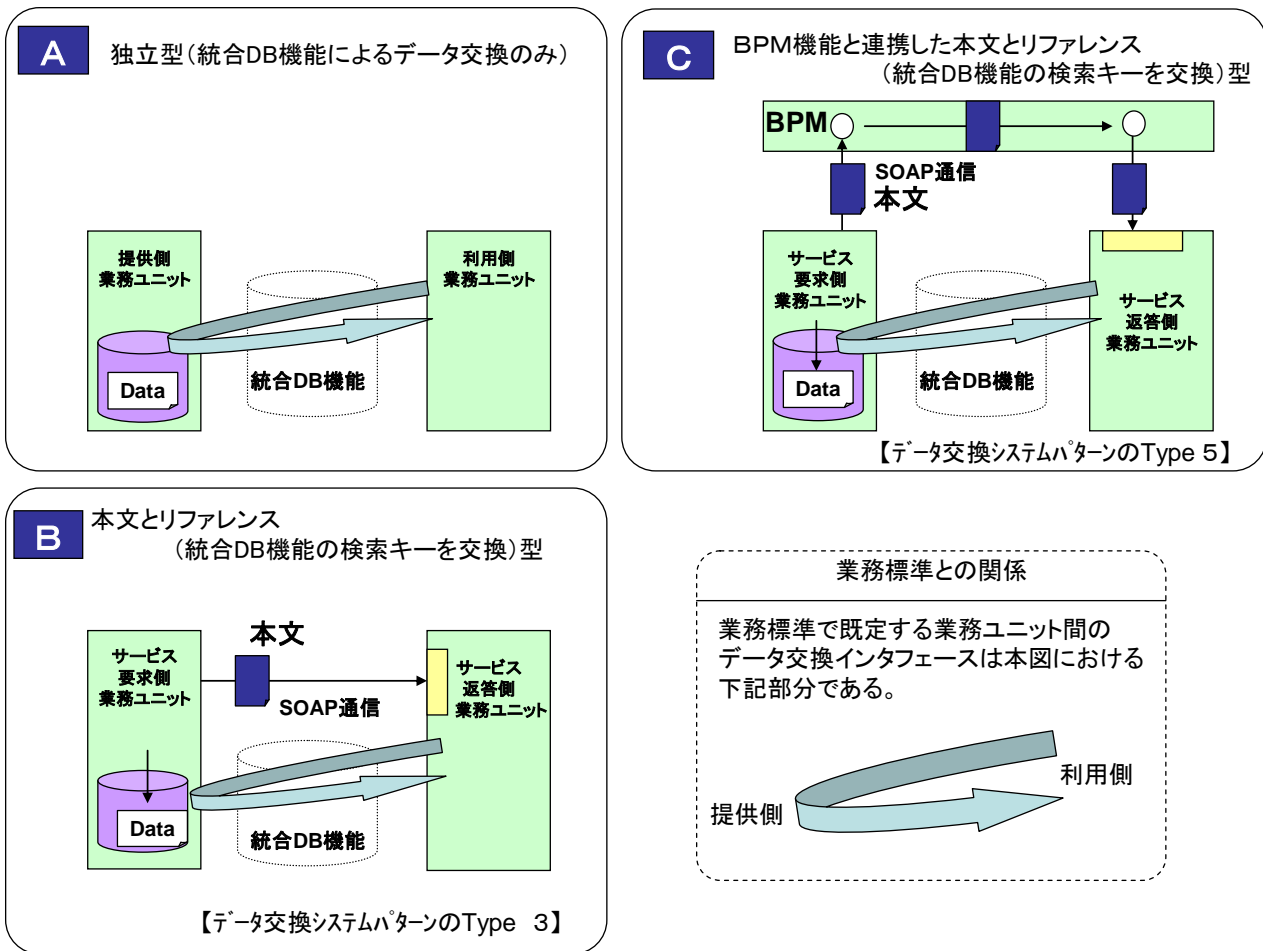 A
独立型(統合DB機能によるデータ交換のみ)
提供側
業務ユニット
利用側
業務ユニット
Data
統合DB機能
C
BPM機能と連携した本文とリファレンス
(統合DB機能の検索キーを交換)型
BPM
SOAP通信
本文
サービス
要求側
業務ユニット
サービス
返答側
業務ユニット
Data
統合DB機能
【データ交換システムパターンのType 5】
B
本文とリファレンス
(統合DB機能の検索キーを交換)型
本文
サービス
要求側
業務ユニット
サービス
返答側
業務ユニット
SOAP通信
Data
統合DB機能
【データ交換システムパターンのType 3】
業務標準との関係
業務標準で既定する業務ユニット間の
データ交換インタフェースは本図における
下記部分である。
利用側
提供側